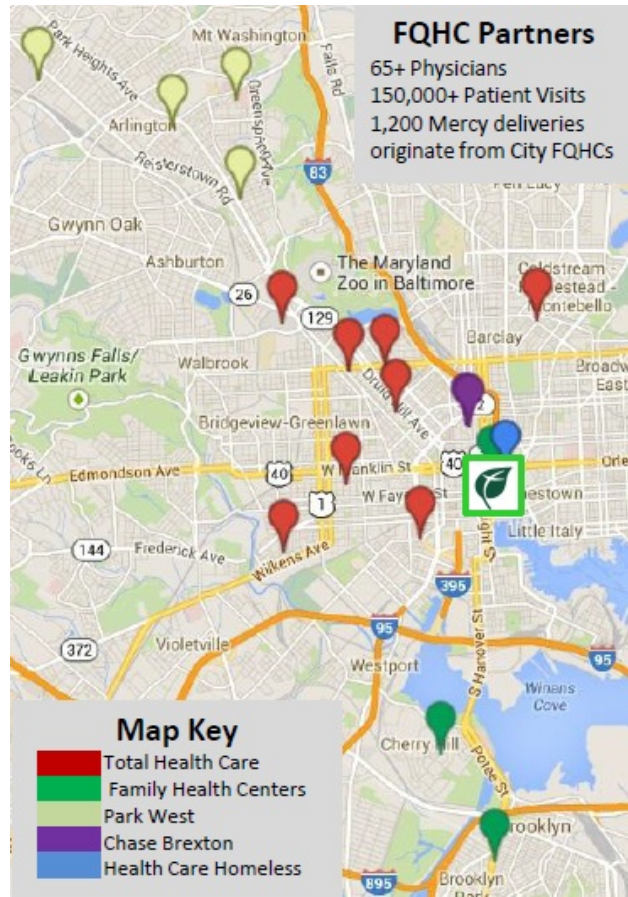 FQHC Partners
65+ Physicians
150,000+ Patient Visits
1,200 Mercy deliveries
originate from City FQHCs
Mt Washington
Park Heights Ave
Falls Rd
Greenspring Ave
Arlington
Reisterstown Rd
83
Gwynn Oak
Ashburton
The Maryland
Zoo in Baltimore
26
129
Barclay
Gwynns Falls/
Leakin Park
Walbrook
Druid Hill Ave
Bridgeview-Greenlawn
Edmondson Ave
40
W Franklin St
40
1
Little Italy
144
Frederick Ave
Wilkens Ave
395
95
S Hanover St
372
Violetville
95
Westport
Winans
Cove
Cherry Hill
Potee St
Brooklyn
895
Map Key
Total Health Care
Family Health Centers
Park West
Chase Brexton
Health Care Homeless